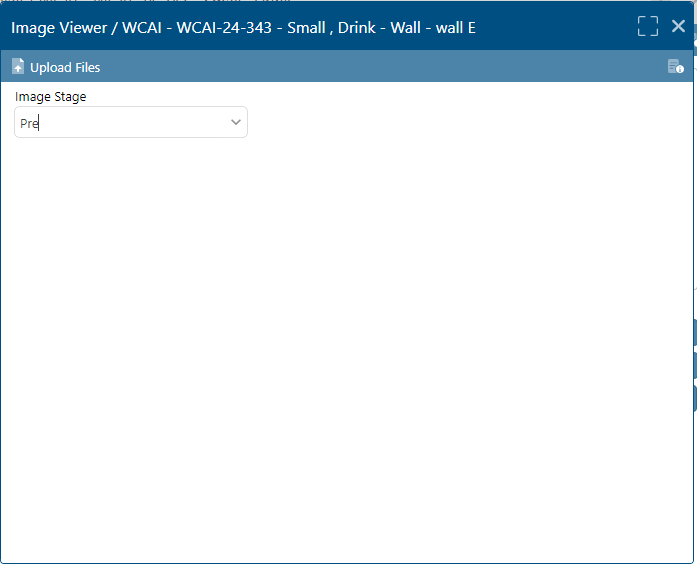 Image Viewer / WCAI - WCAI-24-343 - Small , Drink - Wall - wall E
Upload Files
Image Stage
Pre